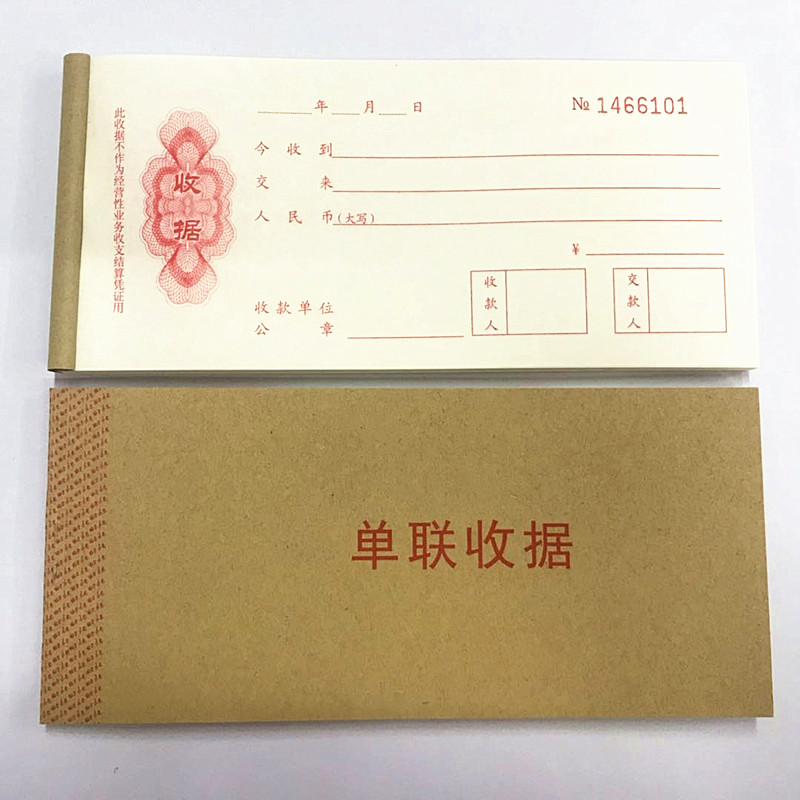 此收据不作为经营性业务收支结算凭证用
收据
年 月 日
№ 1466101
今收到
交来
人民币(大写)
¥
收款单位
公章
收款人
交款人
单联收据